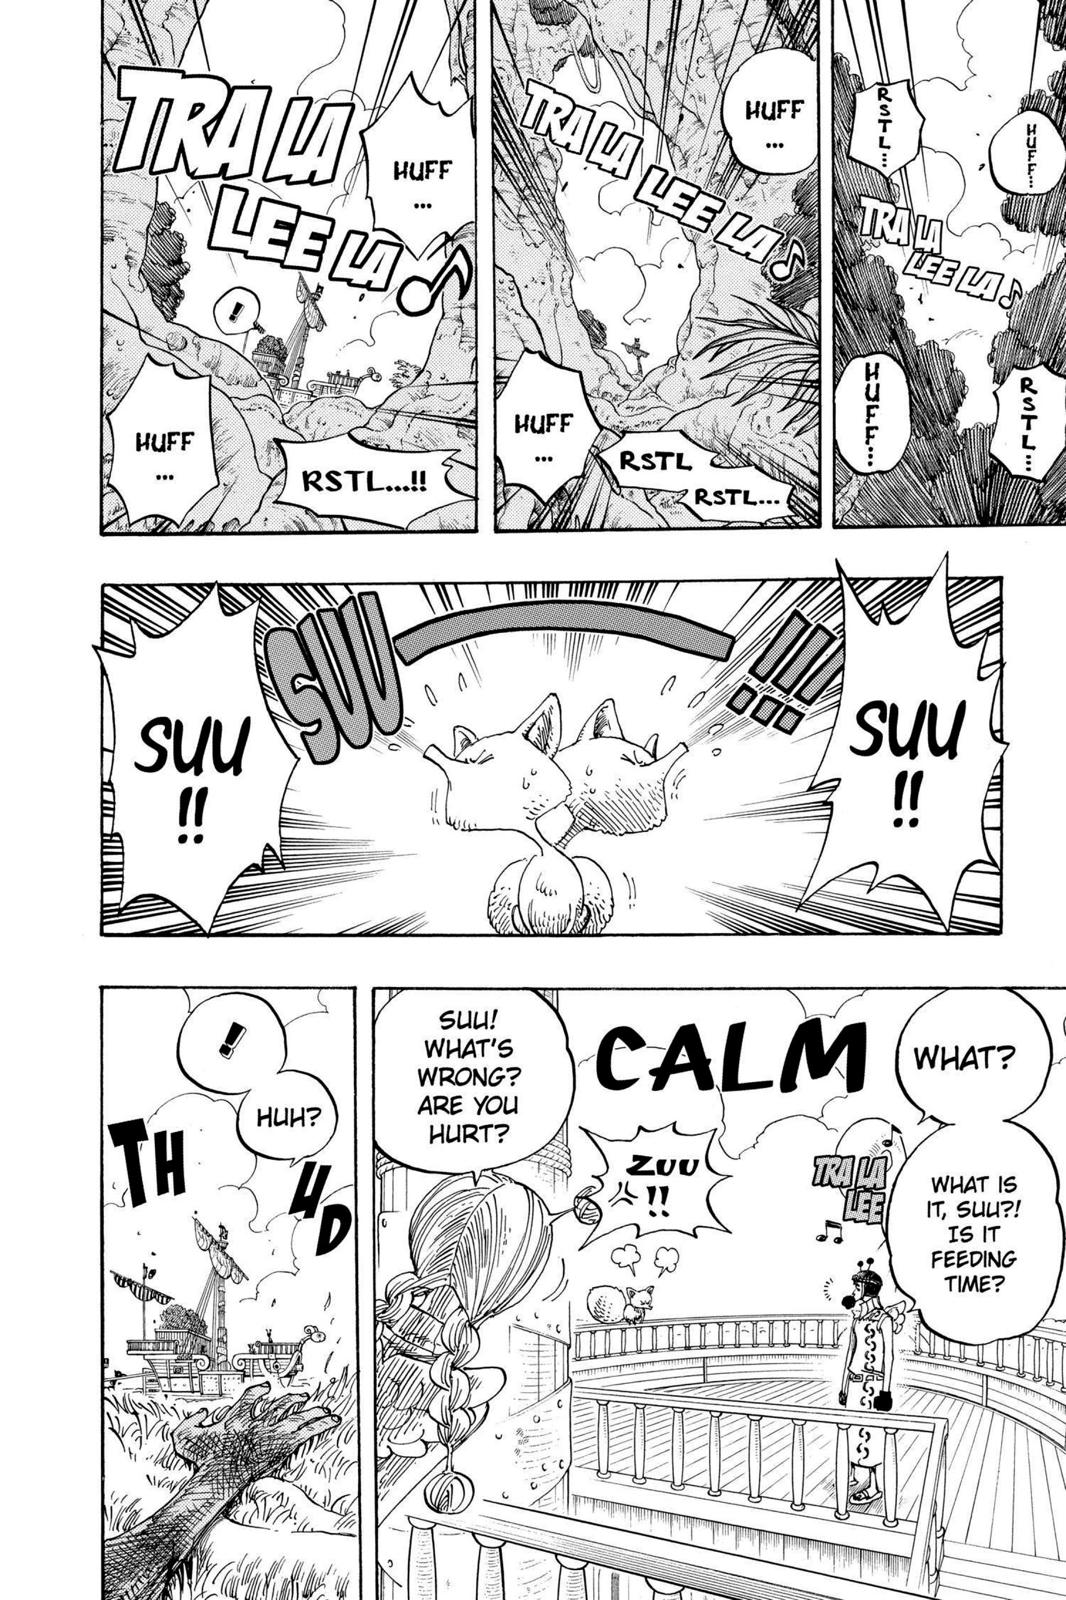 HUFF...
RSTL...
TRA LA
LEE LA
RSTL...
HUFF...
HUFF
...
TRA LA
LEE LA
HUFF
...
RSTL
RSTL...
HUFF
...
TRA LA
LEE LA
!
HUFF
...
RSTL...!!
SUU
!!
SUU — !!!
SUU
!!
WHAT?
WHAT IS
IT, SUU?!
IS IT
FEEDING
TIME?
TRA LA
LEE
CALM
ZUU
!!
SUU!
WHAT'S
WRONG?
ARE YOU
HURT?
!
HUH?
THUD